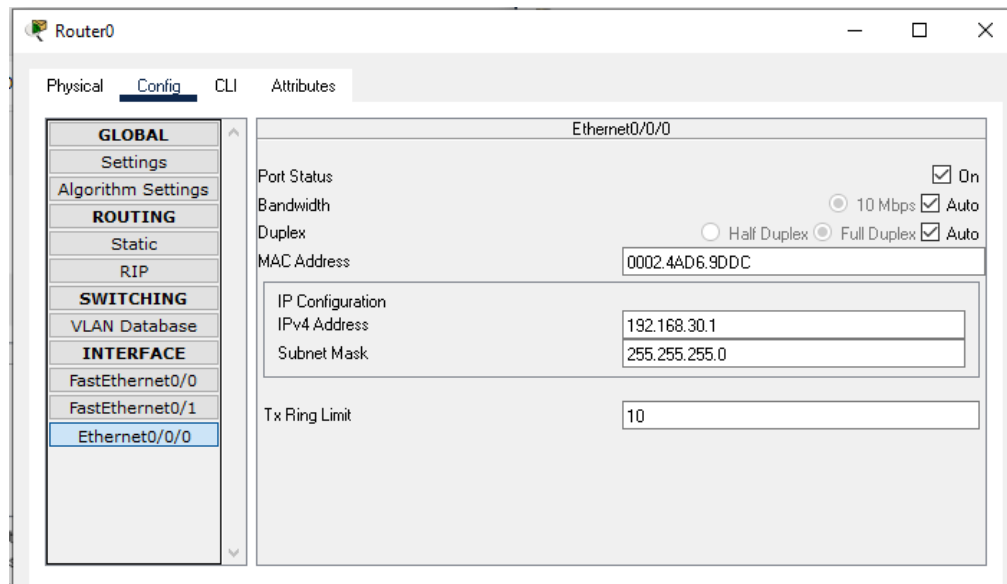 Router0
Physical Config CLI Attributes
GLOBAL
Settings
Algorithm Settings
ROUTING
Static
RIP
SWITCHING
VLAN Database
INTERFACE
FastEthernet0/0
FastEthernet0/1
Ethernet0/0/0
Ethernet0/0/0
Port Status On
Bandwidth 10 Mbps Auto
Duplex Half Duplex Full Duplex Auto
MAC Address 0002.4AD6.9DDC
IP Configuration
IPv4 Address 192.168.30.1
Subnet Mask 255.255.255.0
Tx Ring Limit 10